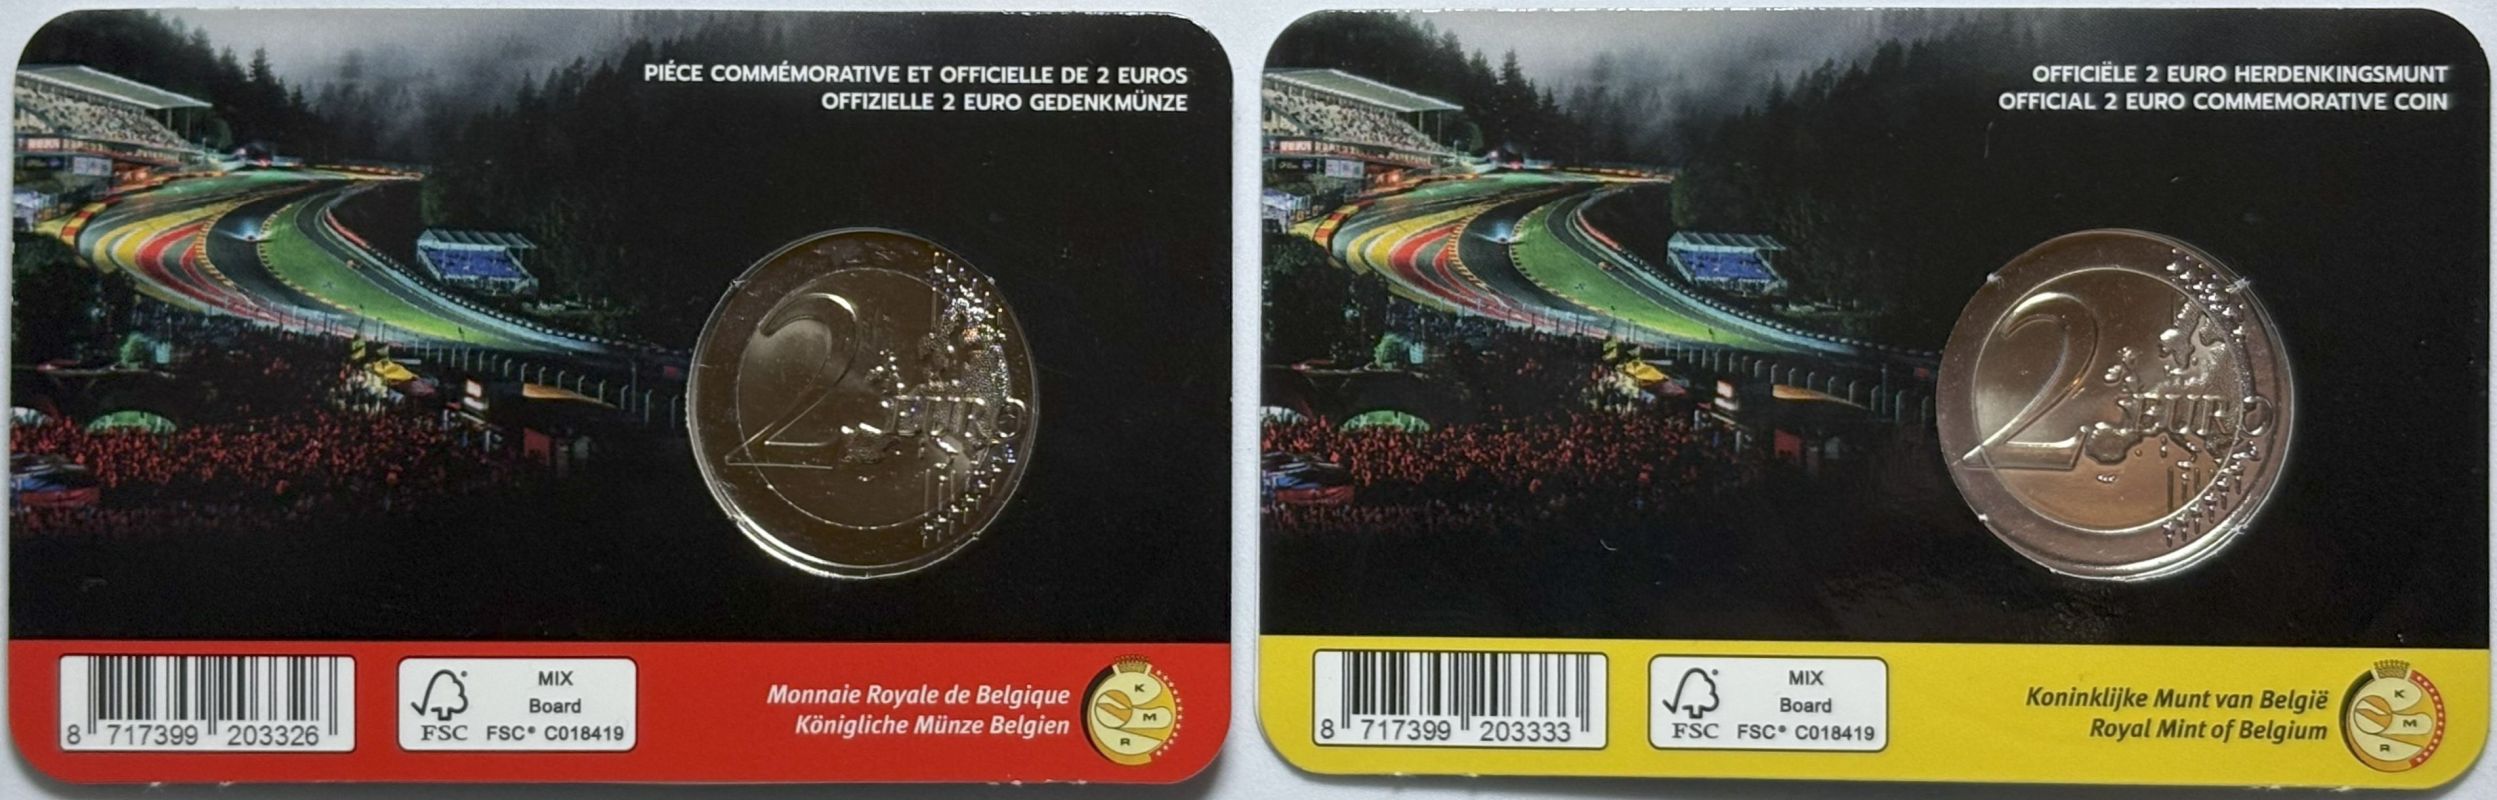 PIÉCE COMMÉMORATIVE ET OFFICIELLE DE 2 EUROS
OFFIZIELLE 2 EURO GEDENKMÜNZE
2 EURO
8 717399 203326
FSC
MIX
Board
FSC® C018419
Monnaie Royale de Belgique
Königliche Münze Belgien
K
M
R
OFFICIËLE 2 EURO HERDENKINGSMUNT
OFFICIAL 2 EURO COMMEMORATIVE COIN
2 EURO
8 717399 203333
FSC
MIX
Board
FSC® C018419
Koninklijke Munt van België
Royal Mint of Belgium
K
M
R